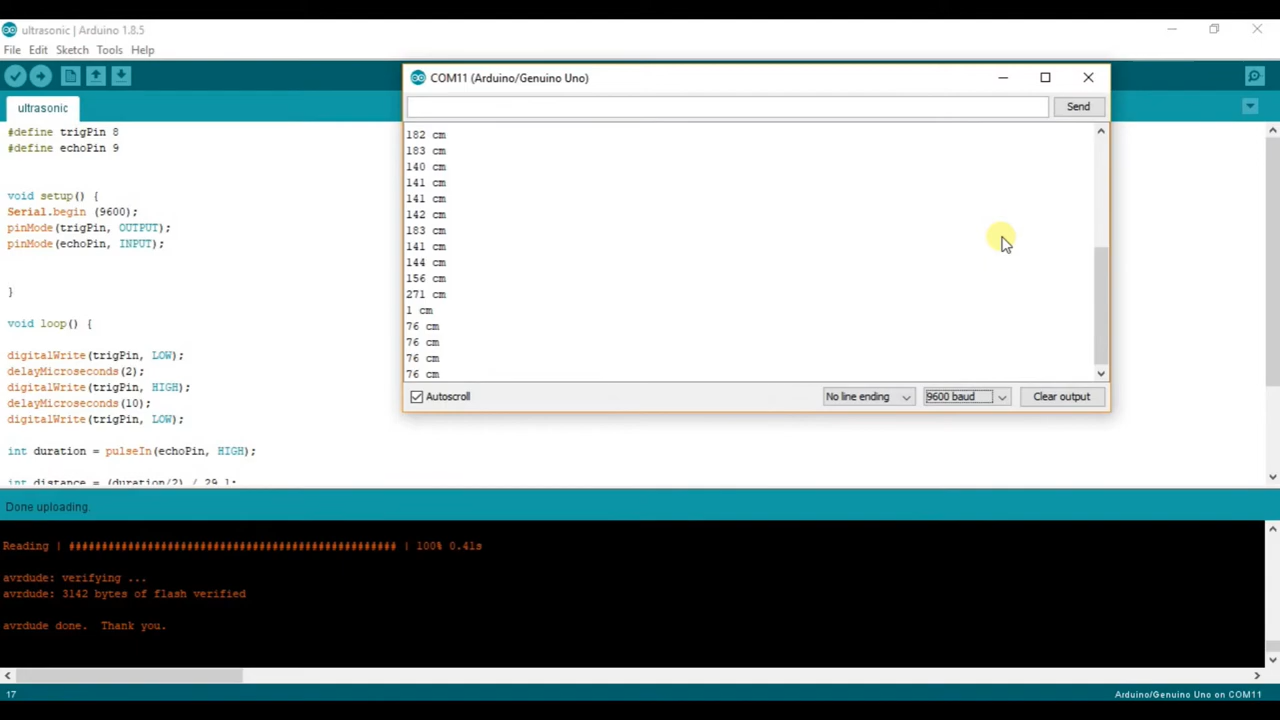 ultrasonic | Arduino 1.8.5
File Edit Sketch Tools Help
ultrasonic
#define trigPin 8
#define echoPin 9
void setup() {
Serial.begin (9600);
pinMode(trigPin, OUTPUT);
pinMode(echoPin, INPUT);
}
void loop() {
digitalWrite(trigPin, LOW);
delayMicroseconds(2);
digitalWrite(trigPin, HIGH);
delayMicroseconds(10);
digitalWrite(trigPin, LOW);
int duration = pulseIn(echoPin, HIGH);
int distance = (duration/2) / 29.1;
COM11 (Arduino/Genuino Uno)
Send
182 cm
183 cm
140 cm
141 cm
141 cm
142 cm
183 cm
141 cm
144 cm
156 cm
271 cm
1 cm
76 cm
76 cm
76 cm
76 cm
Autoscroll No line ending 9600 baud Clear output
Done uploading.
Reading | ################################################## | 100% 0.41s
avrdude: verifying ...
avrdude: 3142 bytes of flash verified
avrdude done.  Thank you.
17 Arduino/Genuino Uno on COM11